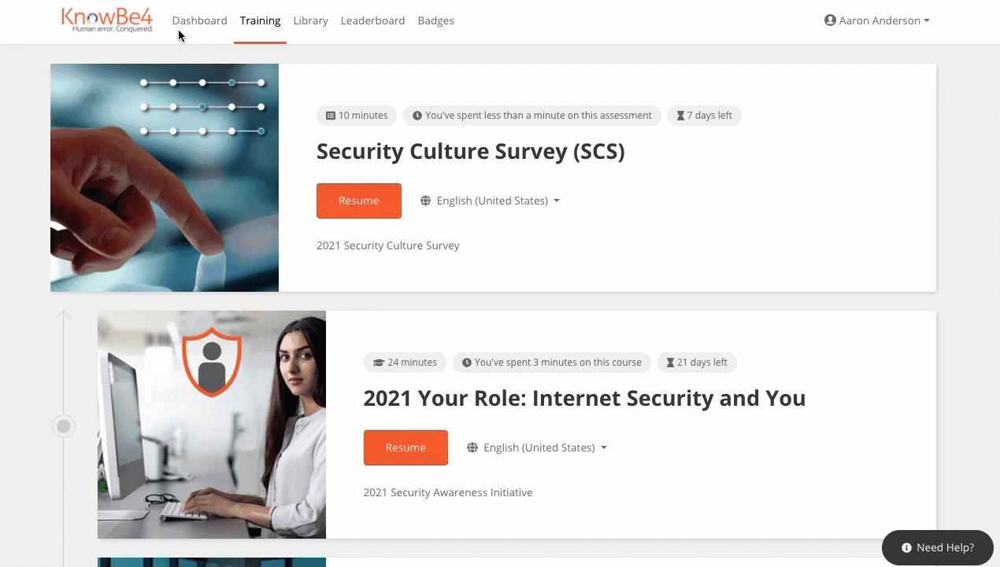 KnowBe4
Human error. Conquered.
Dashboard Training Library Leaderboard Badges Aaron Anderson
10 minutes You've spent less than a minute on this assessment 7 days left
Security Culture Survey (SCS)
Resume English (United States)
2021 Security Culture Survey
24 minutes You've spent 3 minutes on this course 21 days left
2021 Your Role: Internet Security and You
Resume English (United States)
2021 Security Awareness Initiative
Need Help?